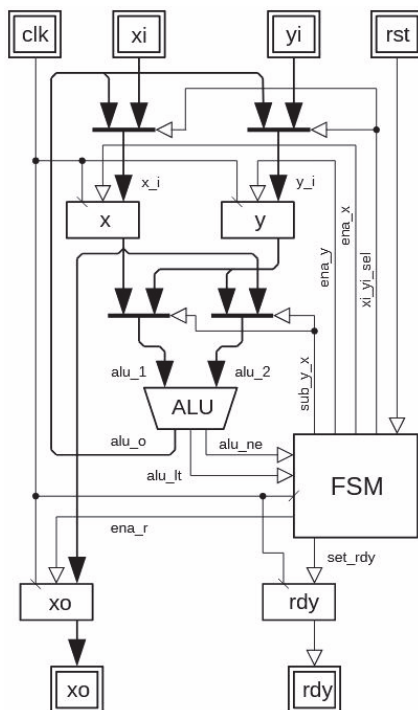 clk xi yi rst
x_i y_i
x y
ena_y
ena_x
xi_yi_sel
sub_y_x
alu_1 alu_2
ALU
alu_o alu_ne
alu_lt
FSM
ena_r
set_rdy
xo rdy
xo rdy